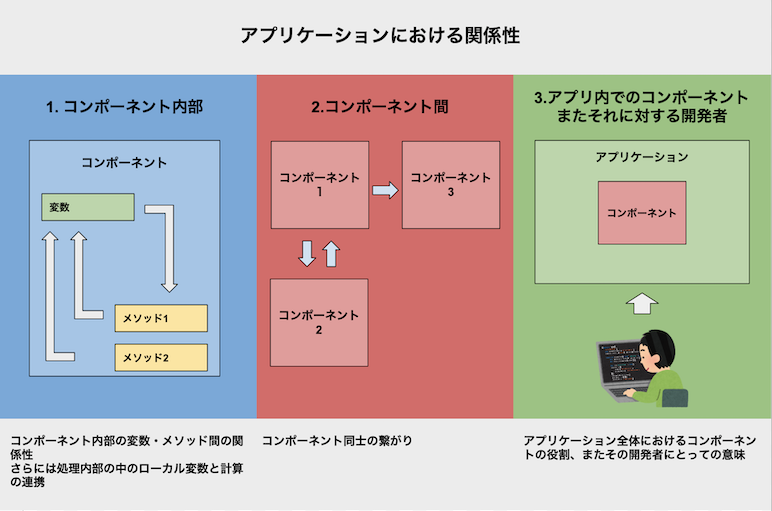 アプリケーションにおける関係性
1. コンポーネント内部
コンポーネント
変数
メソッド1
メソッド2
コンポーネント内部の変数・メソッド間の関
係性
さらには処理内部の中のローカル変数と計算
の連携
2.コンポーネント間
コンポーネント
1
コンポーネント
3
コンポーネント
2
コンポーネント同士の繋がり
3.アプリ内でのコンポーネント
またそれに対する開発者
アプリケーション
コンポーネント
アプリケーション全体におけるコンポーネン
トの役割、またその開発者にとっての意味